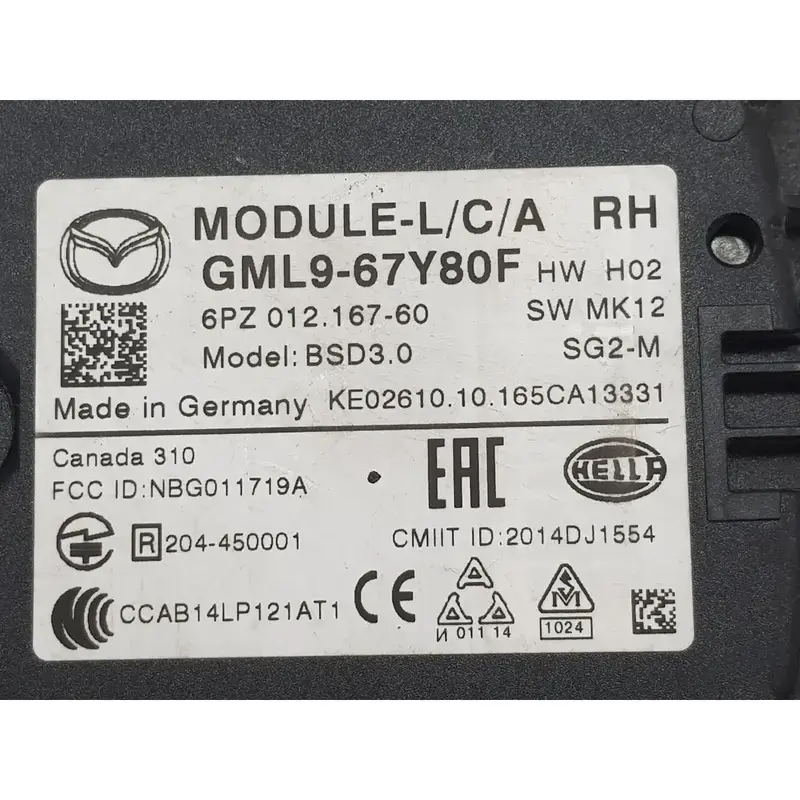 MODULE-L/C/A RH
GML9-67Y80F HW H02
6PZ 012.167-60 SW MK12
Model: BSD3.0 SG2-M
Made in Germany KE02610.10.165CA13331
Canada 310
FCC ID:NBG011719A
EAC
HELLA
R 204-450001 CMIIT ID:2014DJ1554
CCAB14LP121AT1 CE
И 011 14
1024